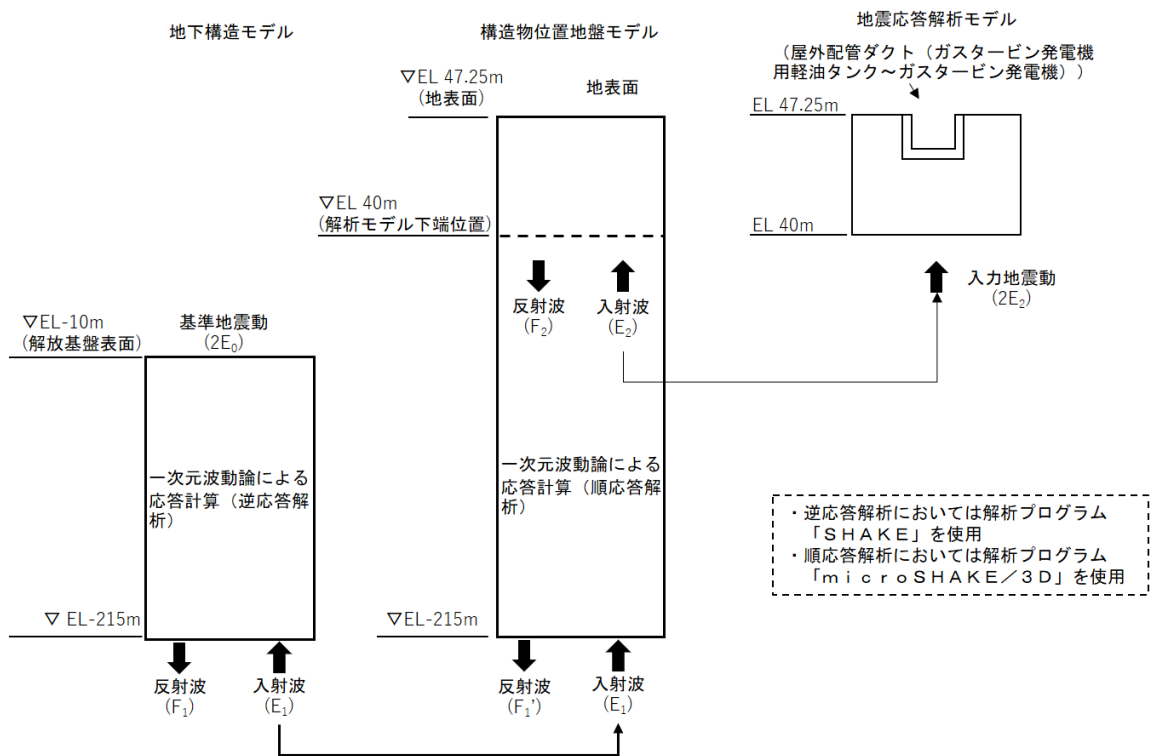 地下構造モデル
▽EL-10m
(解放基盤表面)
基準地震動
(2E₀)
一次元波動論による
応答計算（逆応答解
析）
▽ EL-215m
反射波
(F₁)
入射波
(E₁)
構造物位置地盤モデル
▽EL 47.25m
(地表面)
地表面
▽EL 40m
(解析モデル下端位置)
反射波
(F₂)
入射波
(E₂)
一次元波動論による
応答計算（順応答解
析）
▽EL-215m
反射波
(F₁’)
入射波
(E₁)
地震応答解析モデル
（屋外配管ダクト（ガスタービン発電機
用軽油タンク～ガスタービン発電機））
EL 47.25m
EL 40m
入力地震動
(2E₂)
・逆応答解析においては解析プログラム
「ＳＨＡＫＥ」を使用
・順応答解析においては解析プログラム
「ｍｉｃｒｏＳＨＡＫＥ／３Ｄ」を使用